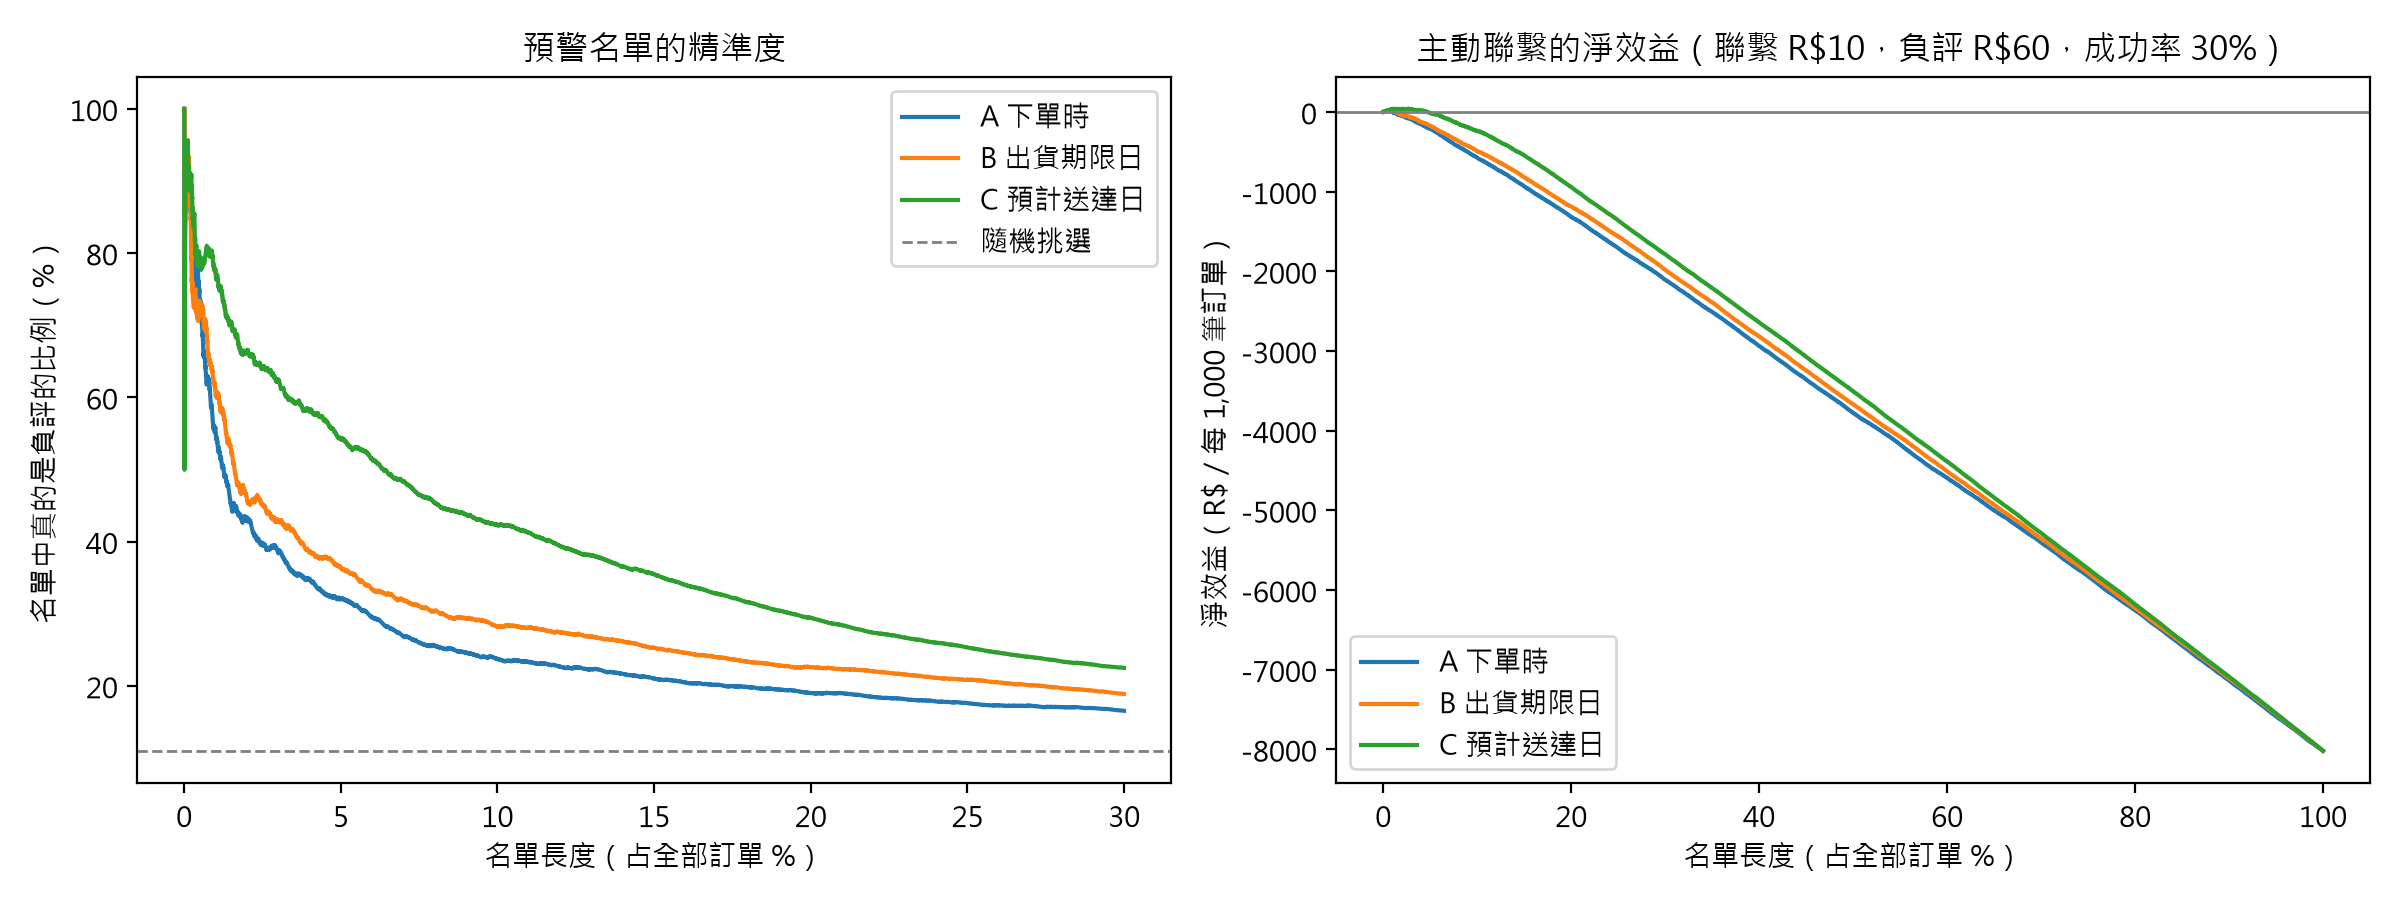 預警名單的精準度
名單中真的是負評的比例（%）
100
80
60
40
20
A 下單時
B 出貨期限日
C 預計送達日
隨機挑選
0
5
10
15
20
25
30
名單長度（占全部訂單 %）
主動聯繫的淨效益（聯繫 R$10，負評 R$60，成功率 30%）
淨效益（R$ / 每 1,000 筆訂單）
0
-1000
-2000
-3000
-4000
-5000
-6000
-7000
-8000
A 下單時
B 出貨期限日
C 預計送達日
0
20
40
60
80
100
名單長度（占全部訂單 %）